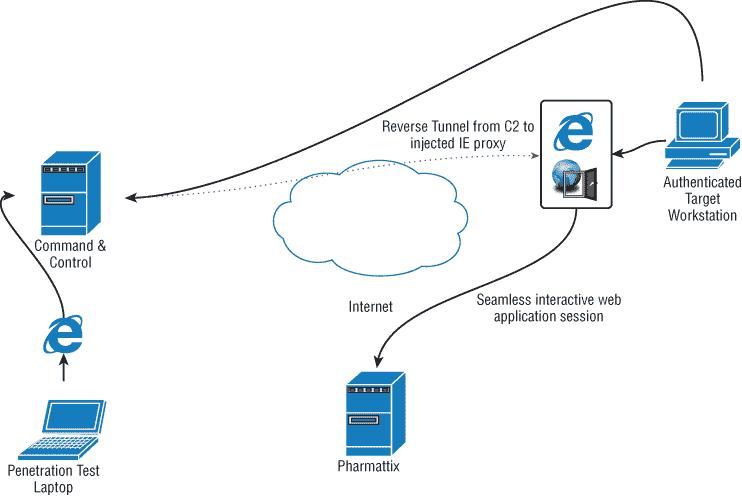 Reverse Tunnel from C2 to
injected IE proxy
Authenticated
Target
Workstation
Command &
Control
Internet
Seamless interactive web
application session
Penetration Test
Laptop
Pharmattix